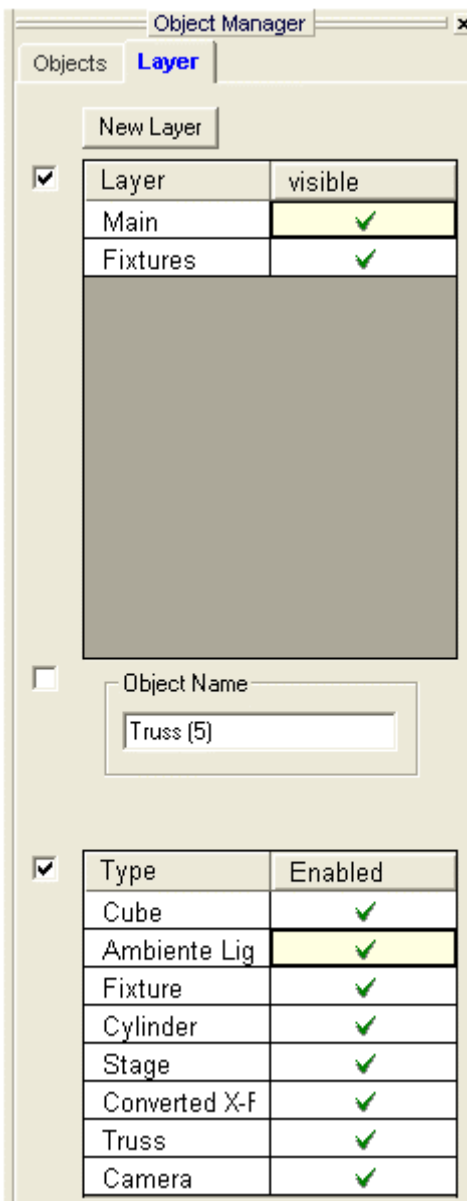 Object Manager
Objects Layer
New Layer
Layer visible
Main
Fixtures
Object Name
Truss (5)
Type Enabled
Cube
Ambiente Lig
Fixture
Cylinder
Stage
Converted X-F
Truss
Camera